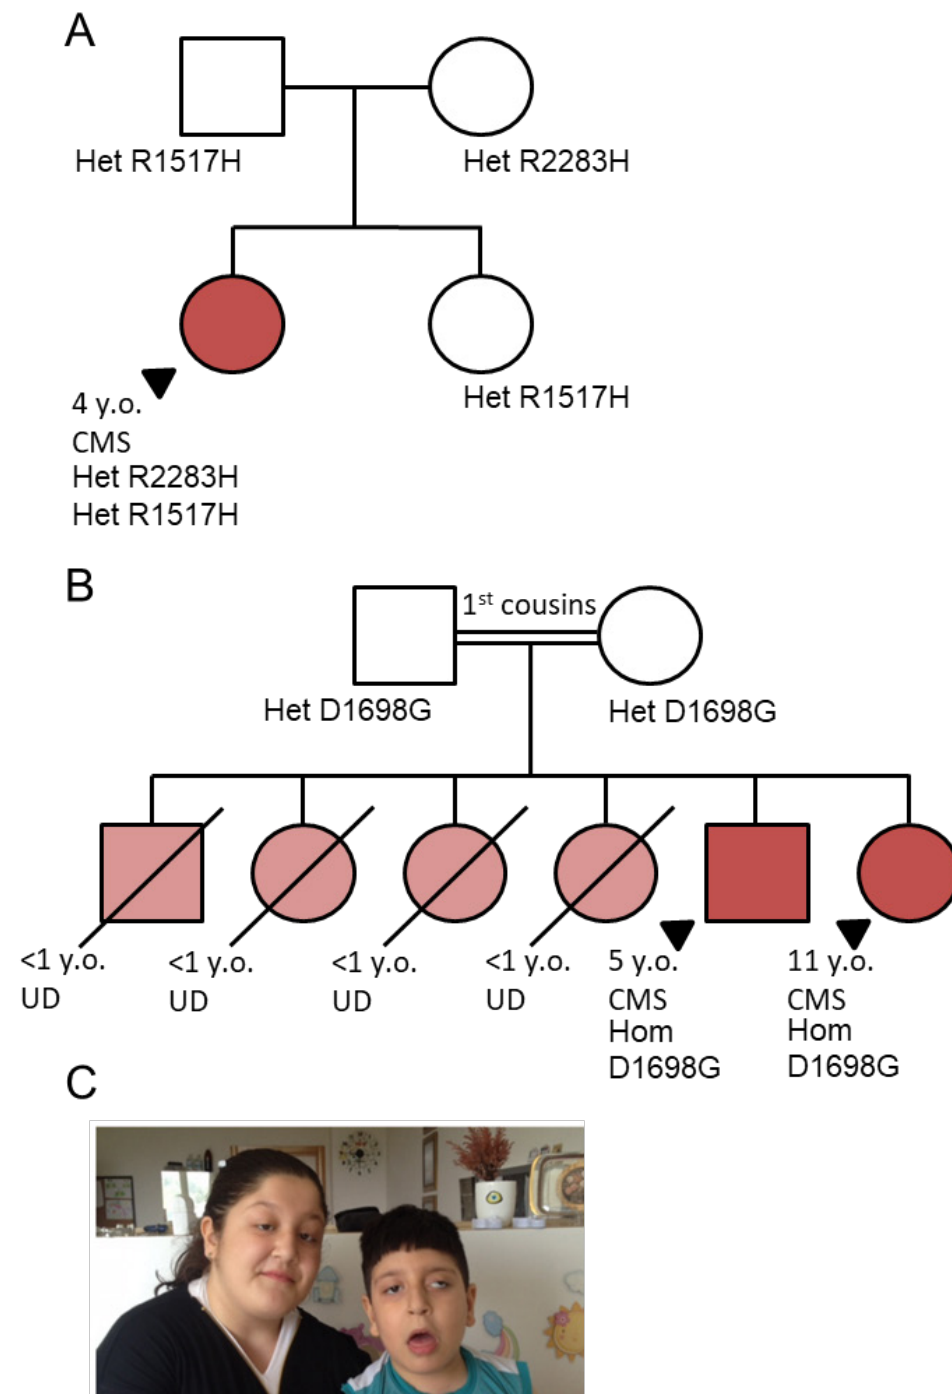 A
Het R1517H
Het R2283H
4 y.o.
CMS
Het R2283H
Het R1517H
Het R1517H
B
1st cousins
Het D1698G
Het D1698G
<1 y.o.
UD
<1 y.o.
UD
<1 y.o.
UD
<1 y.o.
UD
5 y.o.
CMS
Hom
D1698G
11 y.o.
CMS
Hom
D1698G
C